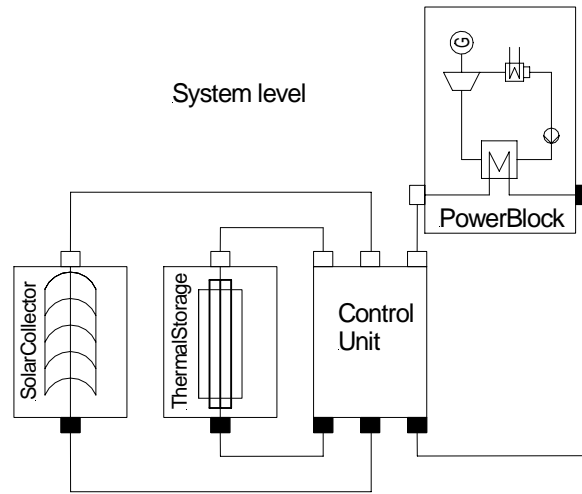 System level
G
PowerBlock
SolarCollector
ThermalStorage
Control
Unit